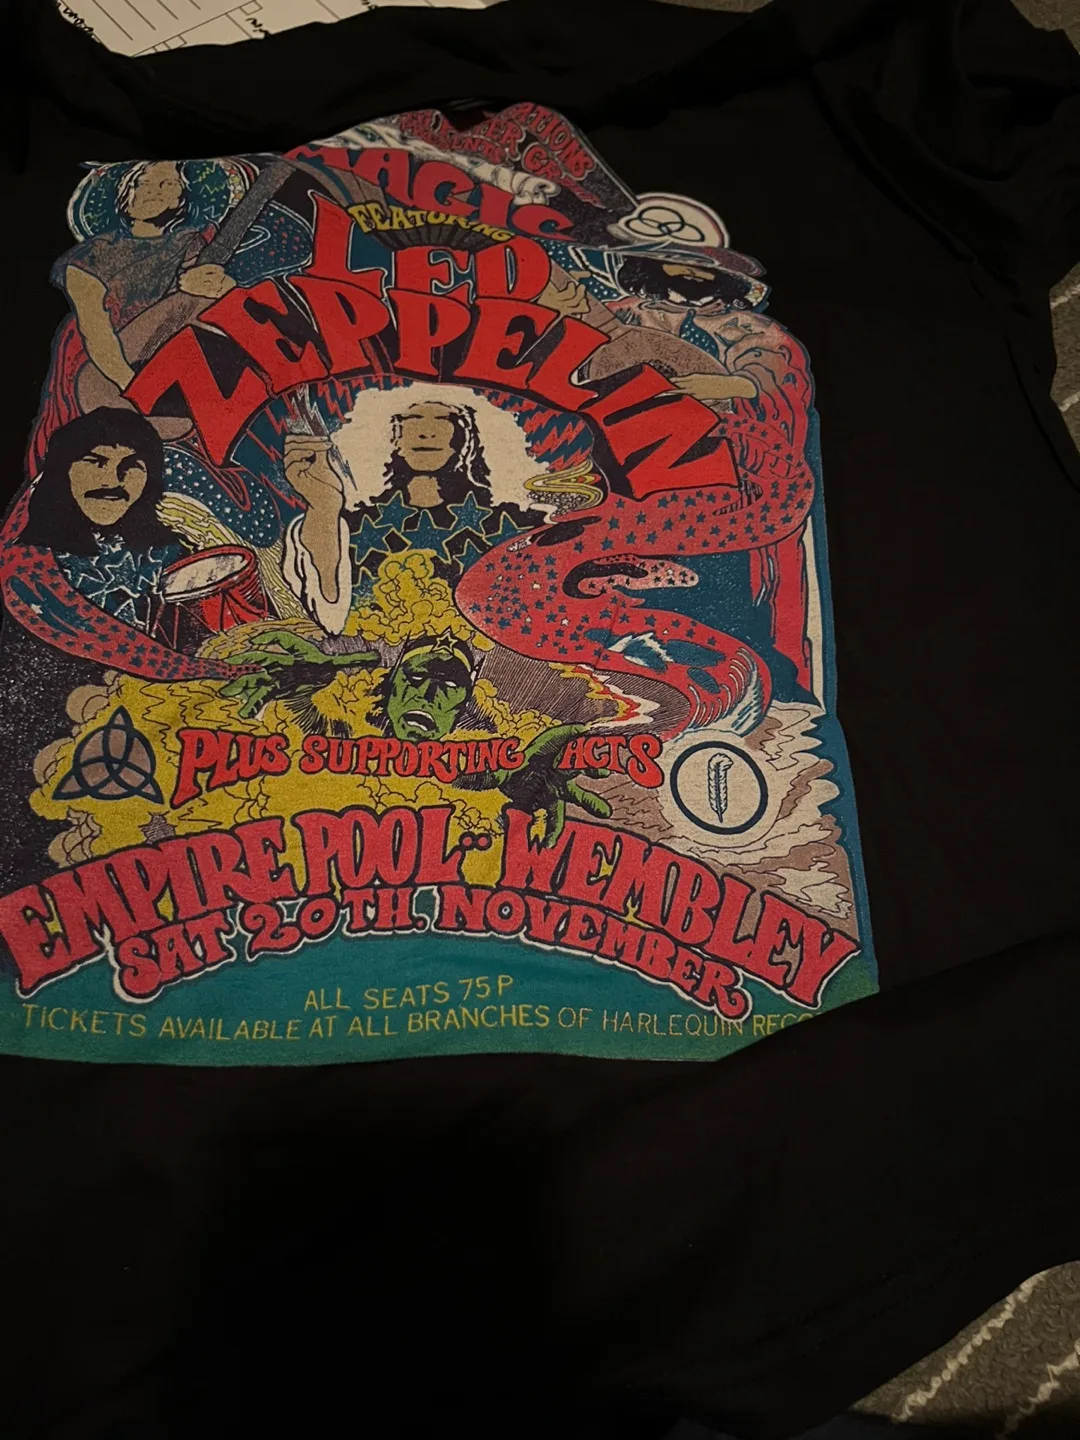 MAGIC
FEATURING
LED
ZEPPELIN
PLUS SUPPORTING ACTS
EMPIRE POOL·· WEMBLEY
SAT 20TH. NOVEMBER
ALL SEATS 75P
TICKETS AVAILABLE AT ALL BRANCHES OF HARLEQUIN